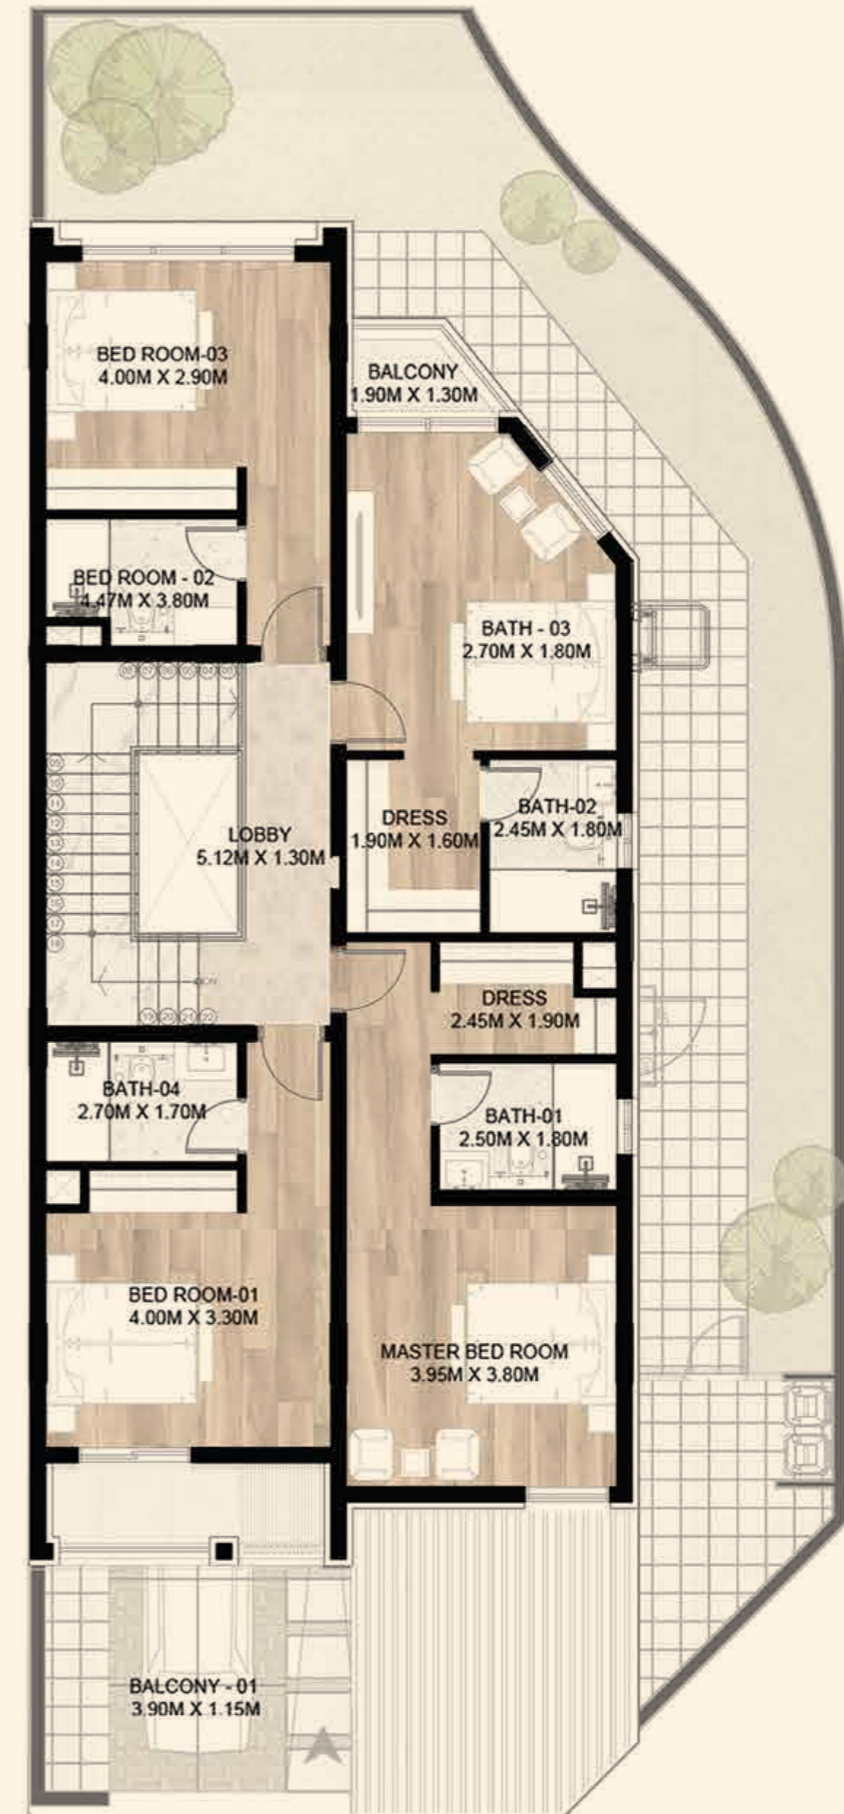 BED ROOM-03
4.00M X 2.90M
BALCONY
1.90M X 1.30M
BED ROOM - 02
4.47M X 3.80M
BATH - 03
2.70M X 1.80M
DRESS
1.90M X 1.60M
BATH-02
2.45M X 1.80M
LOBBY
5.12M X 1.30M
DRESS
2.45M X 1.90M
BATH-04
2.70M X 1.70M
BATH-01
2.50M X 1.80M
BED ROOM-01
4.00M X 3.30M
MASTER BED ROOM
3.95M X 3.80M
BALCONY - 01
3.90M X 1.15M